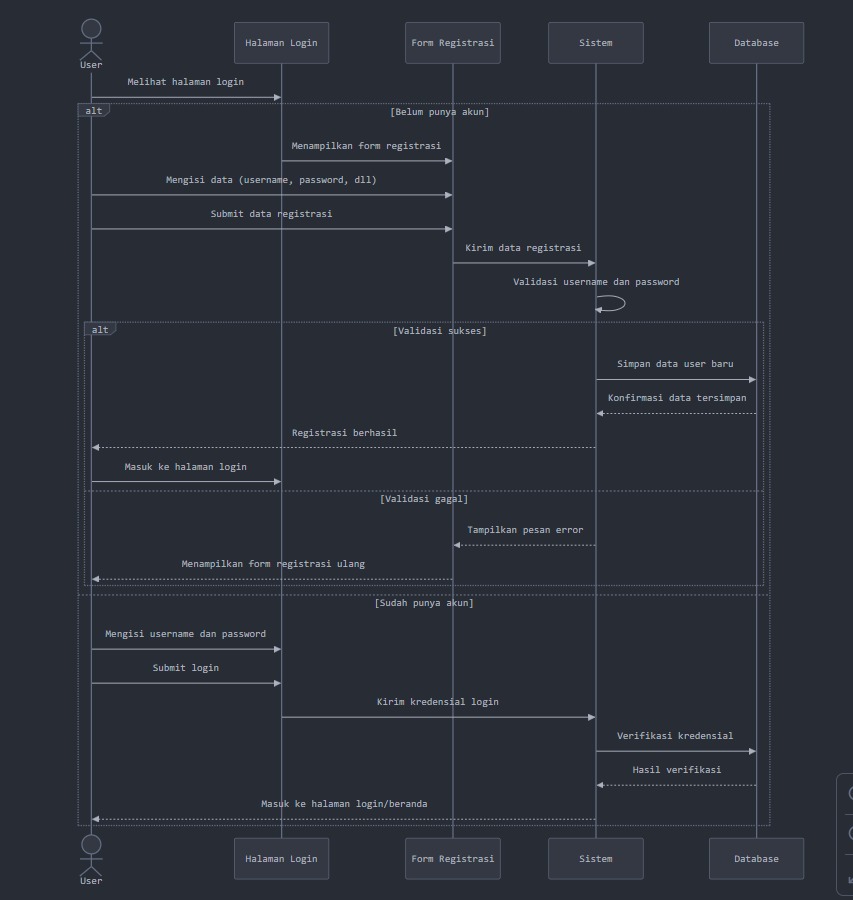 User
Halaman Login
Form Registrasi
Sistem
Database
Melihat halaman login
alt
[Belum punya akun]
Menampilkan form registrasi
Mengisi data (username, password, dll)
Submit data registrasi
Kirim data registrasi
Validasi username dan password
alt
[Validasi sukses]
Simpan data user baru
Konfirmasi data tersimpan
Registrasi berhasil
Masuk ke halaman login
[Validasi gagal]
Tampilkan pesan error
Menampilkan form registrasi ulang
[Sudah punya akun]
Mengisi username dan password
Submit login
Kirim kredensial login
Verifikasi kredensial
Hasil verifikasi
Masuk ke halaman login/beranda
User
Halaman Login
Form Registrasi
Sistem
Database